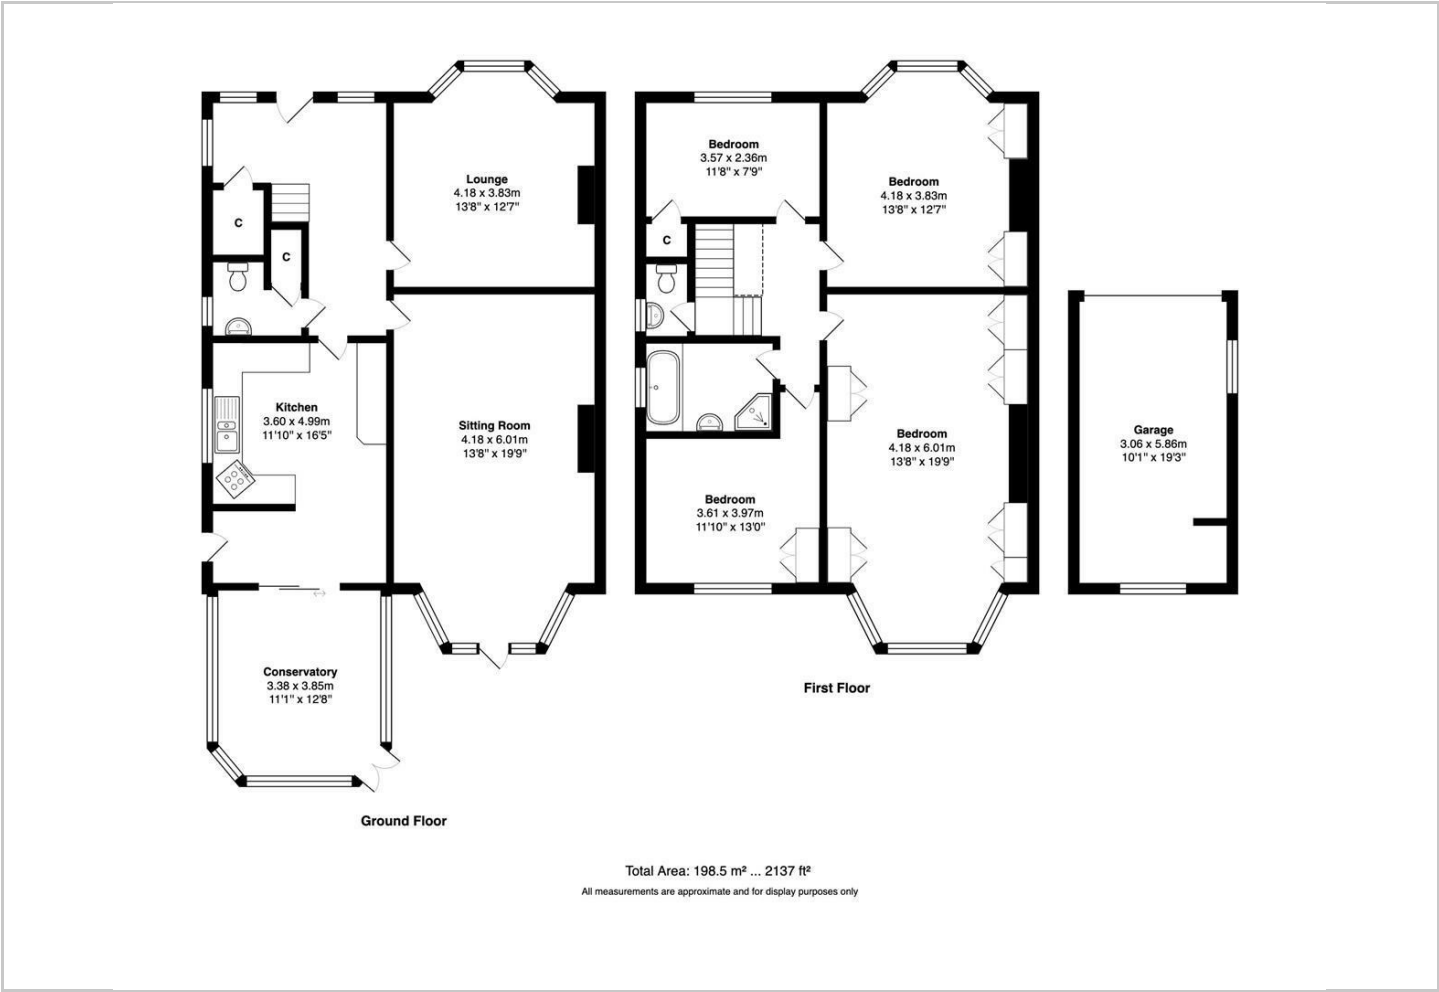 Lounge
4.18 x 3.83m
13'8" x 12'7"
C
C
Kitchen
3.60 x 4.99m
11'10" x 16'5"
Sitting Room
4.18 x 6.01m
13'8" x 19'9"
Conservatory
3.38 x 3.85m
11'1" x 12'8"
Ground Floor
Bedroom
3.57 x 2.36m
11'8" x 7'9"
Bedroom
4.18 x 3.83m
13'8" x 12'7"
C
Bedroom
4.18 x 6.01m
13'8" x 19'9"
Bedroom
3.61 x 3.97m
11'10" x 13'0"
First Floor
Garage
3.06 x 5.86m
10'1" x 19'3"
Total Area: 198.5 m² ... 2137 ft²
All measurements are approximate and for display purposes only